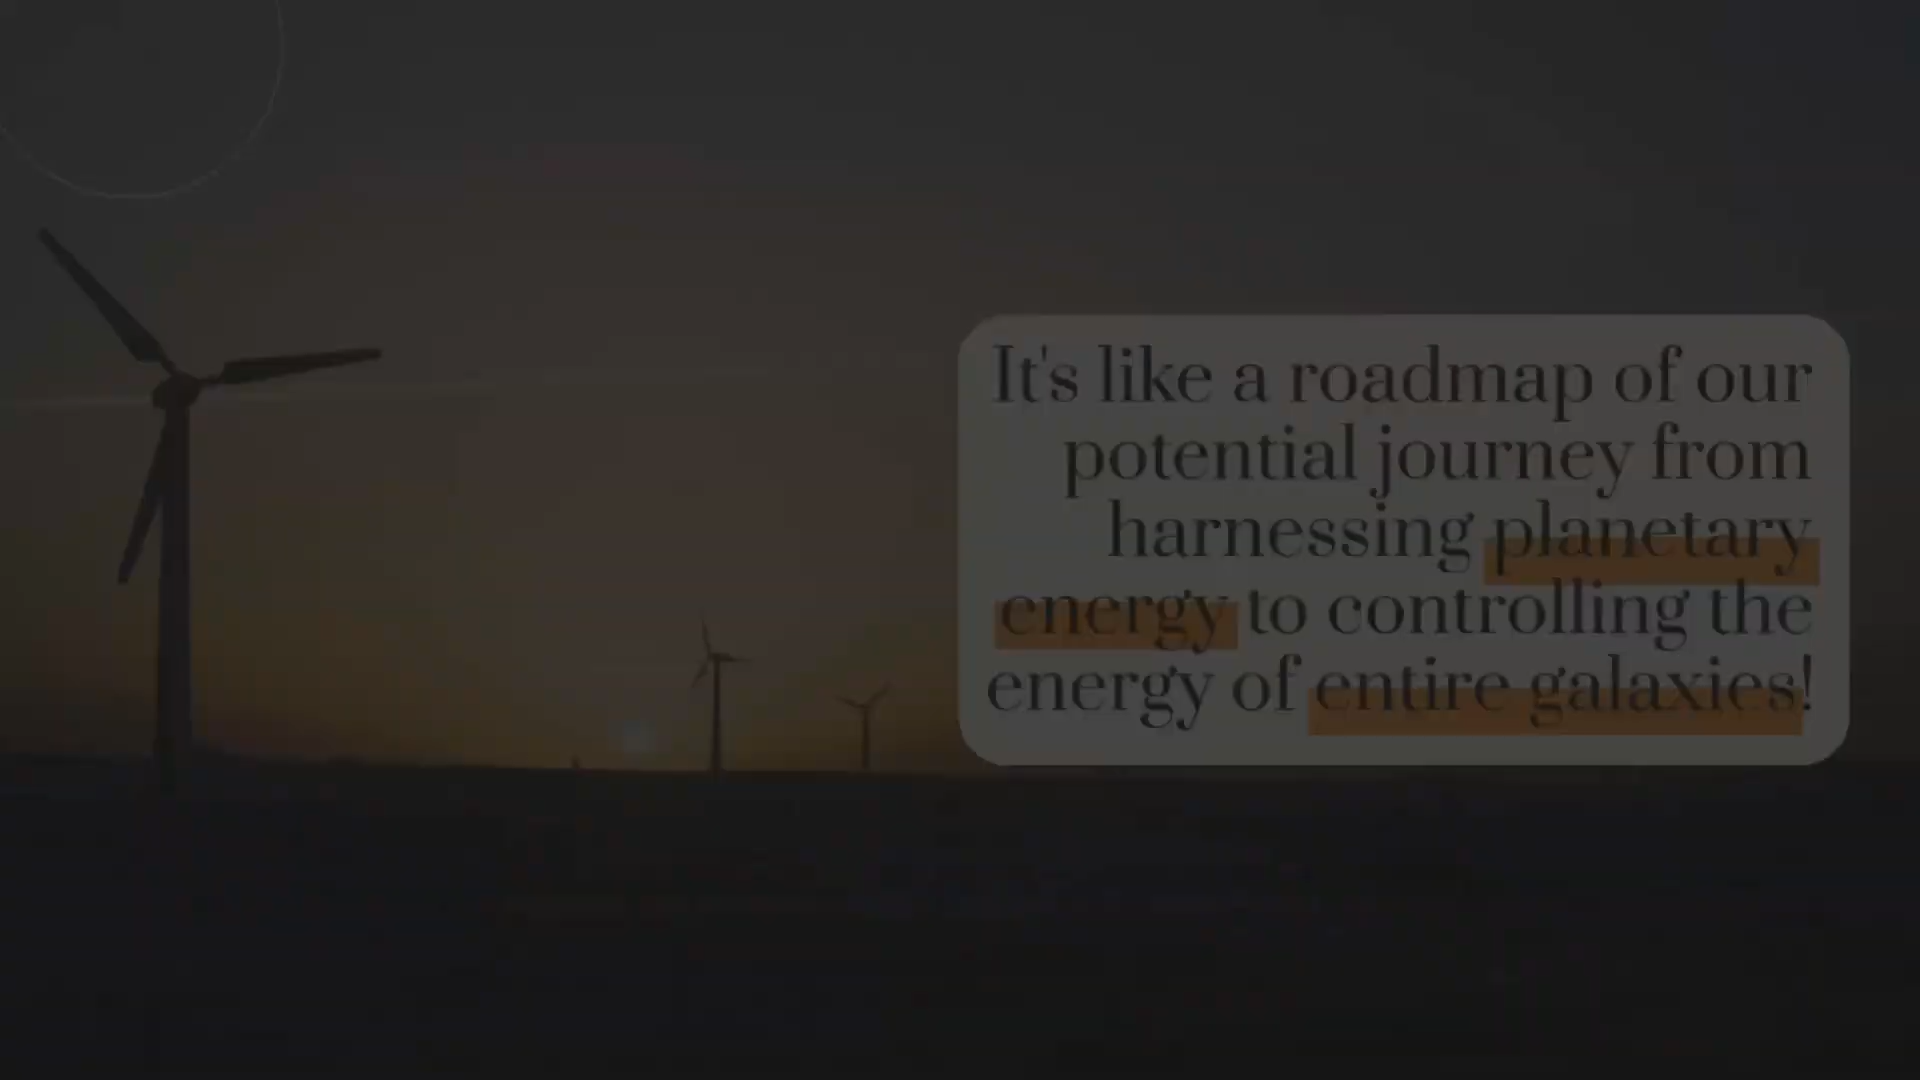 It's like a roadmap of our
potential journey from
harnessing planetary
energy to controlling the
energy of entire galaxies!